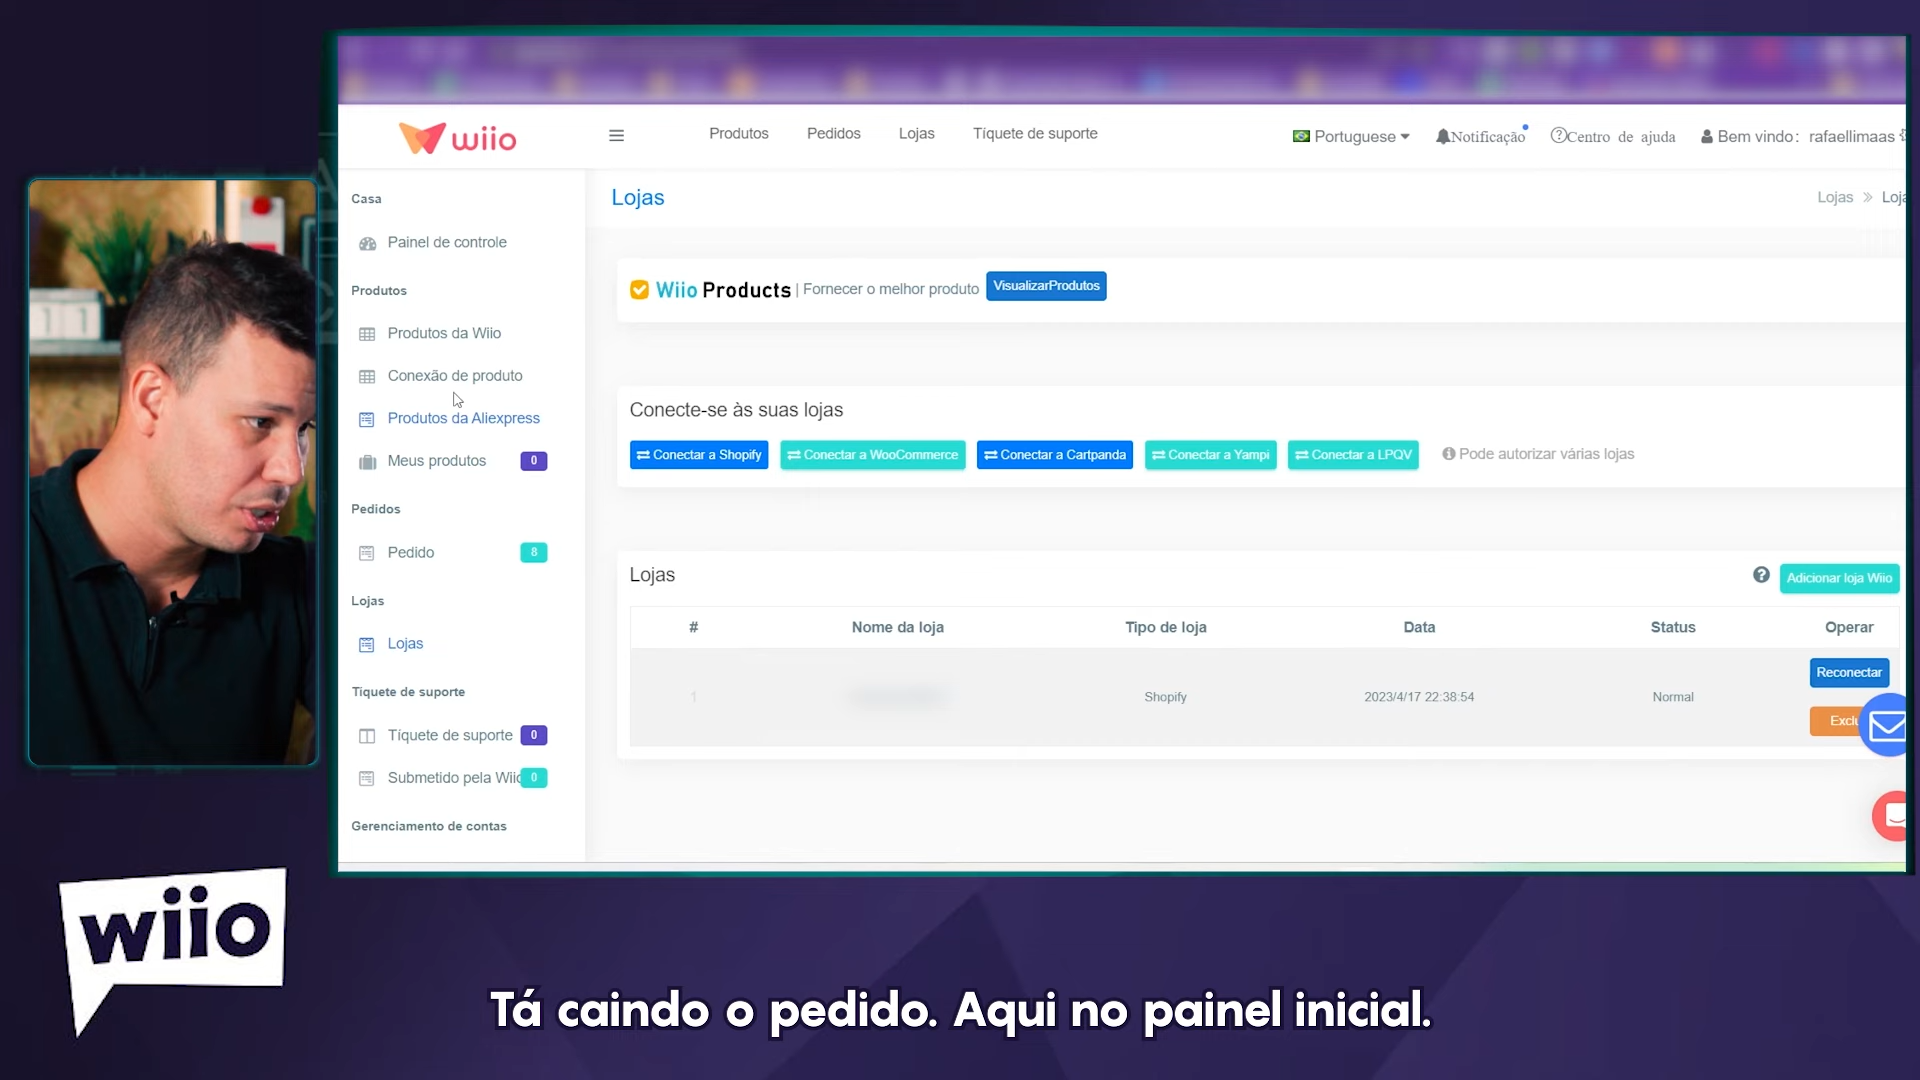 wiio
Produtos
Pedidos
Lojas
Tíquete de suporte
Portuguese
Notificação
Centro de ajuda
Bem vindo: rafaellimaas
Casa
Painel de controle
Produtos
Produtos da Wiio
Conexão de produto
Produtos da Aliexpress
Meus produtos 0
Pedidos
Pedido 8
Lojas
Lojas
Tíquete de suporte
Tíquete de suporte 0
Submetido pela Wiio 0
Gerenciamento de contas
Lojas
Lojas » Loja
Wiio Products | Fornecer o melhor produto VisualizarProdutos
Conecte-se às suas lojas
Conectar a Shopify
Conectar a WooCommerce
Conectar a Cartpanda
Conectar a Yampi
Conectar a LPQV
Pode autorizar várias lojas
Lojas
Adicionar loja Wiio
# Nome da loja Tipo de loja Data Status Operar
1 Shopify 2023/4/17 22:38:54 Normal
Reconectar
Exclu
11
wiio
Tá caindo o pedido. Aqui no painel inicial.